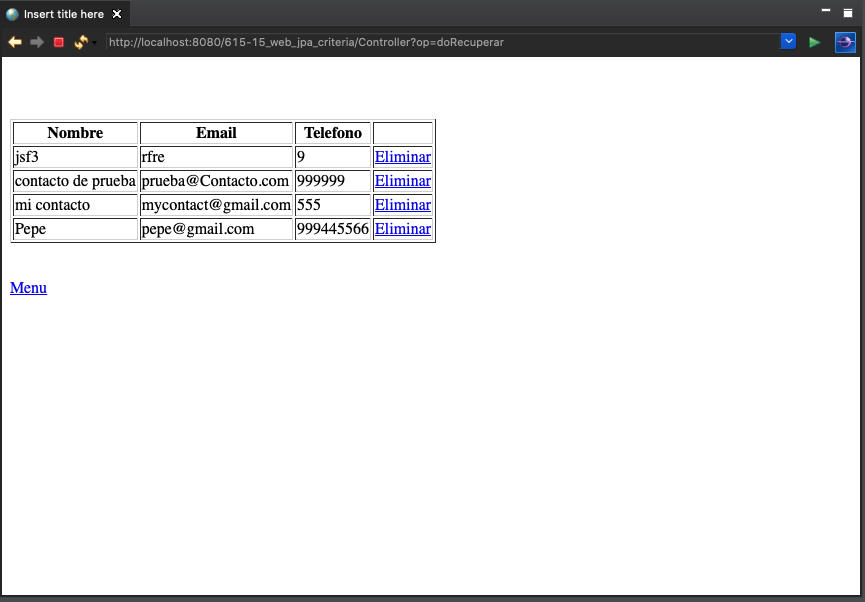 Insert title here
http://localhost:8080/615-15_web_jpa_criteria/Controller?op=doRecuperar
Nombre Email Telefono
jsf3 rfre 9 Eliminar
contacto de prueba prueba@Contacto.com 999999 Eliminar
mi contacto mycontact@gmail.com 555 Eliminar
Pepe pepe@gmail.com 999445566 Eliminar
Menu